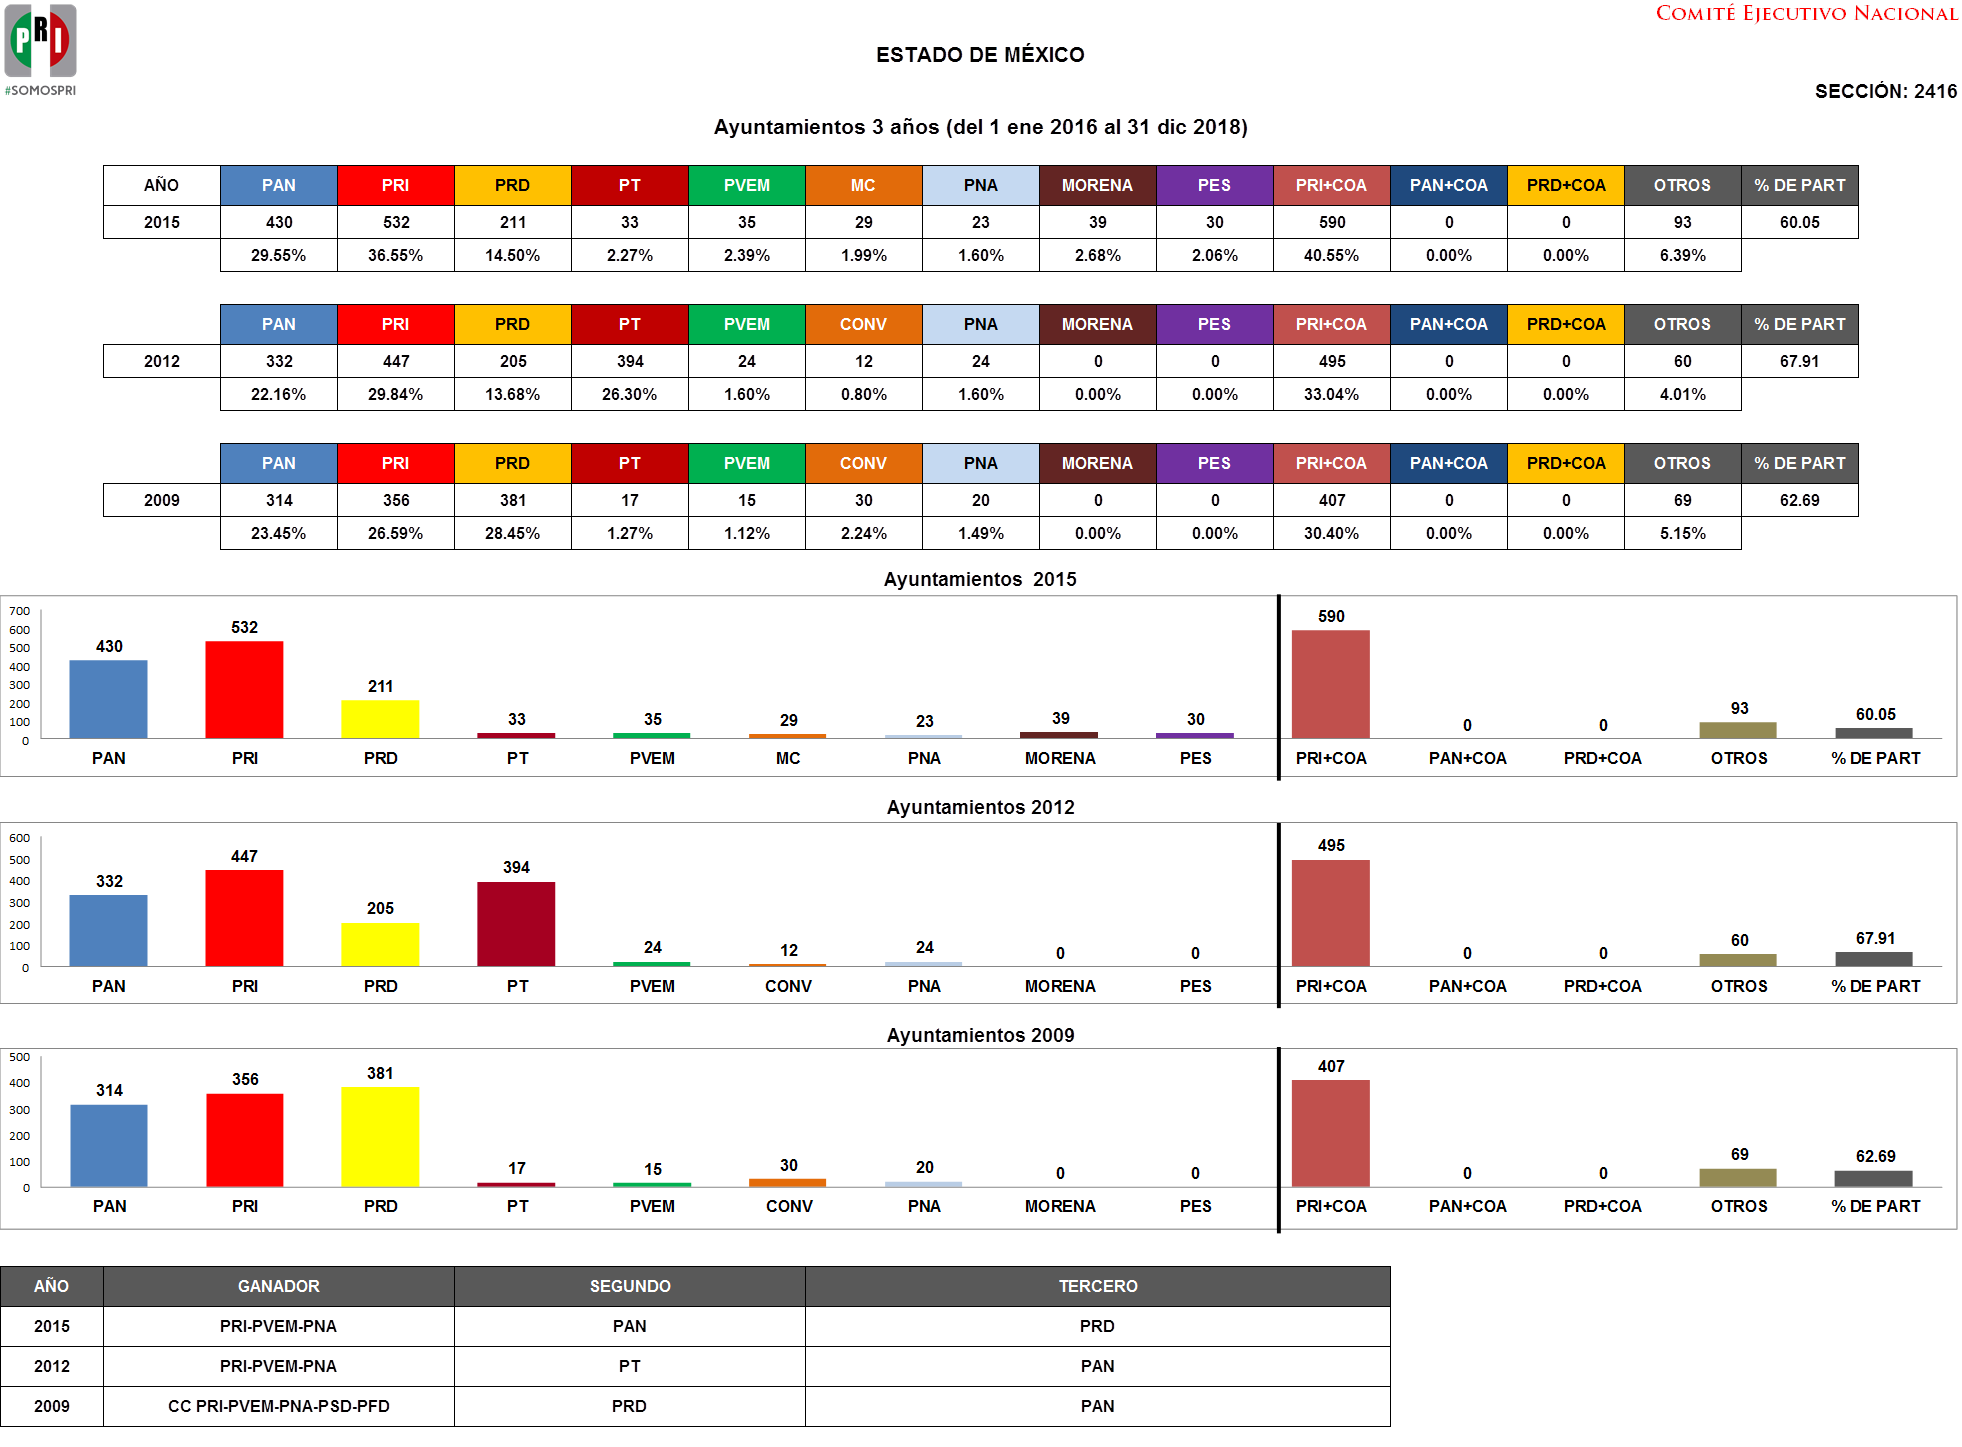 PRI
#SOMOSPRI
COMITÉ EJECUTIVO NACIONAL
ESTADO DE MÉXICO
SECCIÓN: 2416
Ayuntamientos 3 años (del 1 ene 2016 al 31 dic 2018)
AÑO PAN PRI PRD PT PVEM MC PNA MORENA PES PRI+COA PAN+COA PRD+COA OTROS % DE PART
2015 430 532 211 33 35 29 23 39 30 590 0 0 93 60.05
29.55% 36.55% 14.50% 2.27% 2.39% 1.99% 1.60% 2.68% 2.06% 40.55% 0.00% 0.00% 6.39%
PAN PRI PRD PT PVEM CONV PNA MORENA PES PRI+COA PAN+COA PRD+COA OTROS % DE PART
2012 332 447 205 394 24 12 24 0 0 495 0 0 60 67.91
22.16% 29.84% 13.68% 26.30% 1.60% 0.80% 1.60% 0.00% 0.00% 33.04% 0.00% 0.00% 4.01%
PAN PRI PRD PT PVEM CONV PNA MORENA PES PRI+COA PAN+COA PRD+COA OTROS % DE PART
2009 314 356 381 17 15 30 20 0 0 407 0 0 69 62.69
23.45% 26.59% 28.45% 1.27% 1.12% 2.24% 1.49% 0.00% 0.00% 30.40% 0.00% 0.00% 5.15%
Ayuntamientos 2015
700
600
500
400
300
200
100
0
430 532 211 33 35 29 23 39 30 590 0 0 93 60.05
PAN PRI PRD PT PVEM MC PNA MORENA PES PRI+COA PAN+COA PRD+COA OTROS % DE PART
Ayuntamientos 2012
600
500
400
300
200
100
0
332 447 205 394 24 12 24 0 0 495 0 0 60 67.91
PAN PRI PRD PT PVEM CONV PNA MORENA PES PRI+COA PAN+COA PRD+COA OTROS % DE PART
Ayuntamientos 2009
500
400
300
200
100
0
314 356 381 17 15 30 20 0 0 407 0 0 69 62.69
PAN PRI PRD PT PVEM CONV PNA MORENA PES PRI+COA PAN+COA PRD+COA OTROS % DE PART
AÑO GANADOR SEGUNDO TERCERO
2015 PRI-PVEM-PNA PAN PRD
2012 PRI-PVEM-PNA PT PAN
2009 CC PRI-PVEM-PNA-PSD-PFD PRD PAN